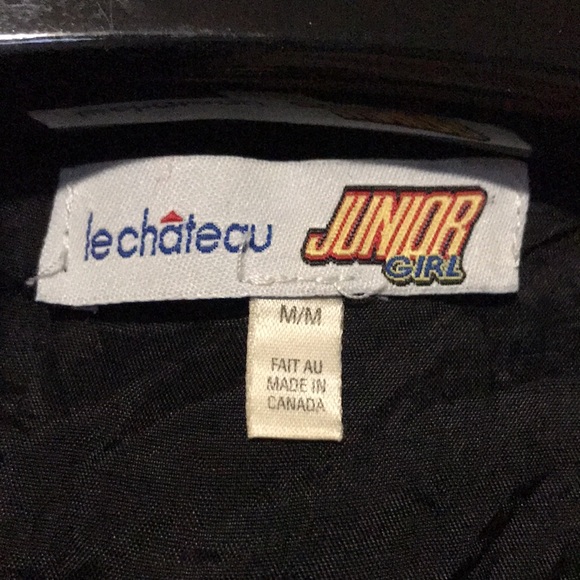 lechâteau
JUNIOR
GIRL
M/M
FAIT AU
MADE IN
CANADA